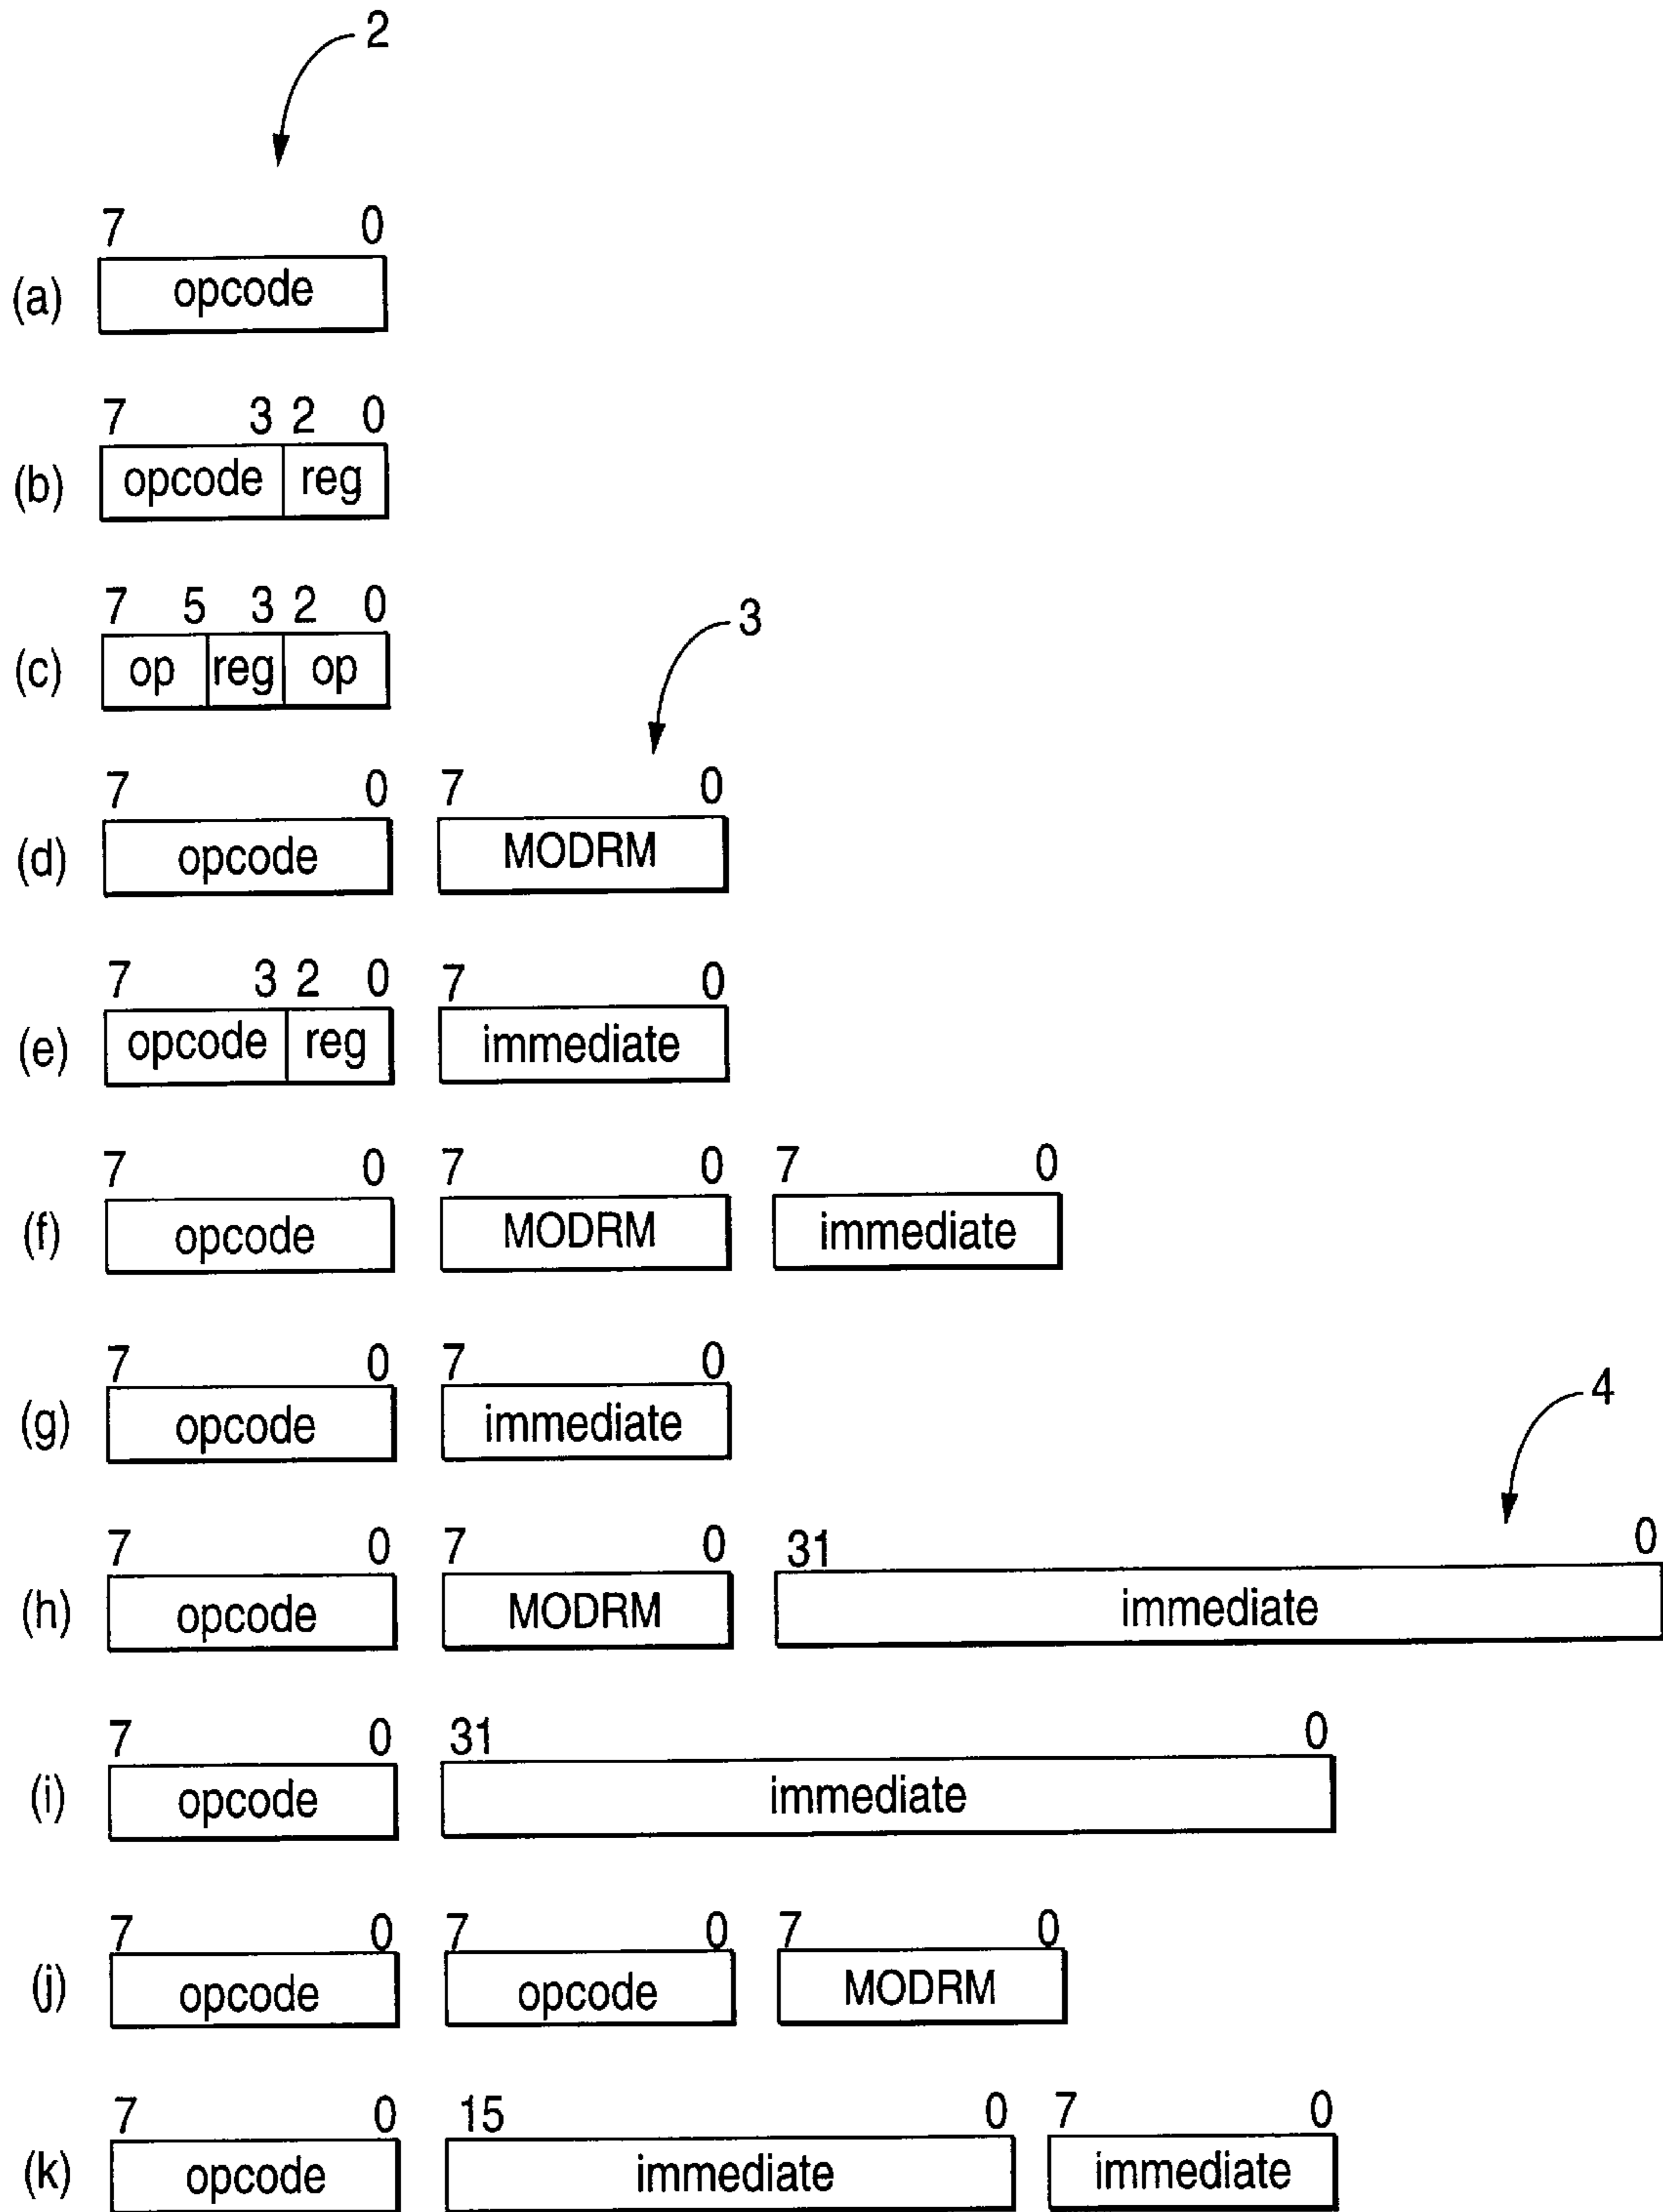 2
7 0
(a) opcode
7 3 2 0
(b) opcode reg
7 5 3 2 0
(c) op reg op
3
7 0 7 0
(d) opcode MODRM
7 3 2 0 7 0
(e) opcode reg immediate
7 0 7 0 7 0
(f) opcode MODRM immediate
7 0 7 0
(g) opcode immediate
4
7 0 7 0 31 0
(h) opcode MODRM immediate
7 0 31 0
(i) opcode immediate
7 0 7 0 7 0
(j) opcode opcode MODRM
7 0 15 0 7 0
(k) opcode immediate immediate